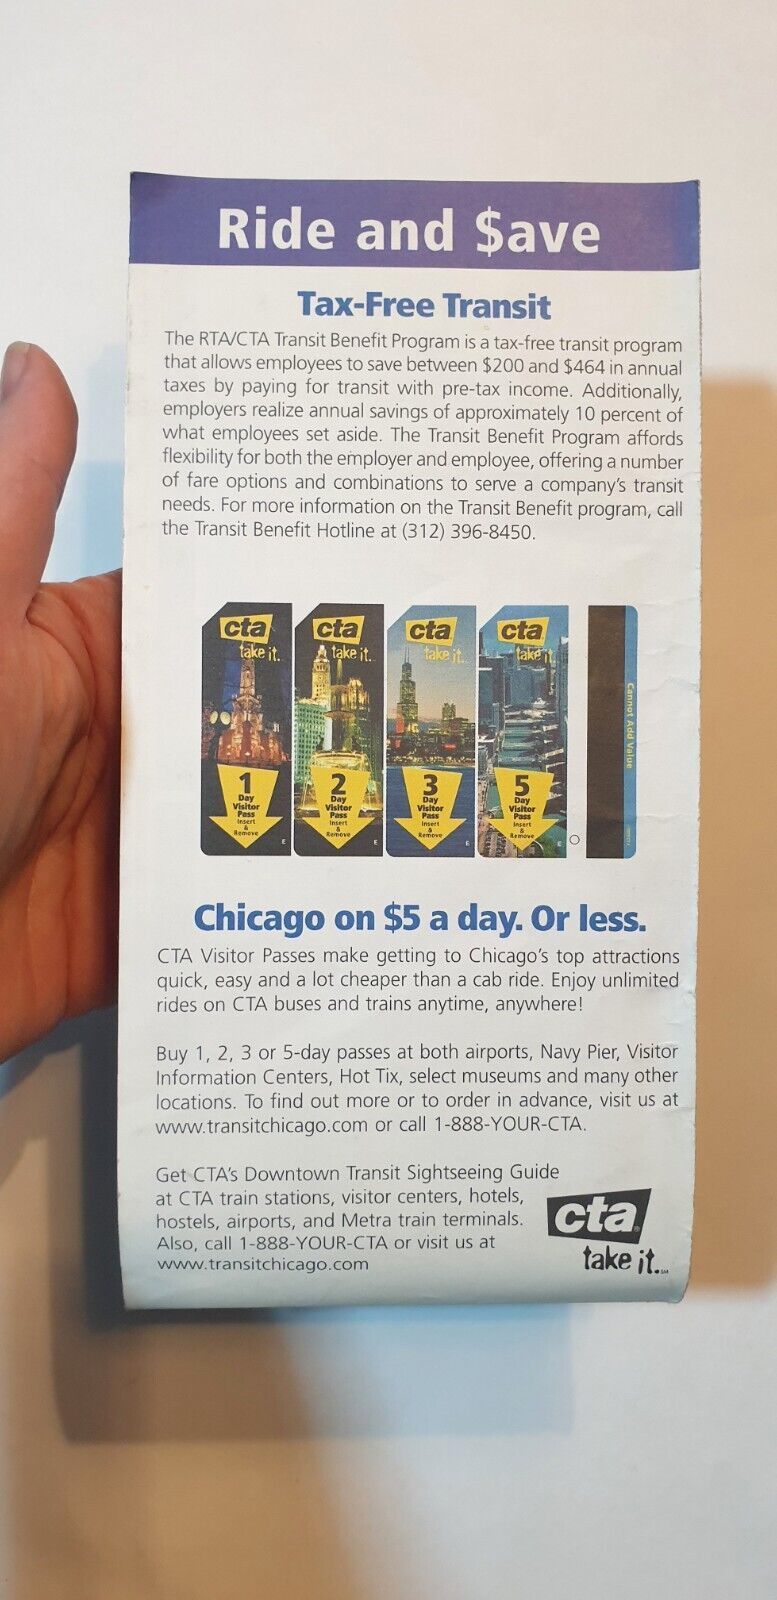 Ride and $ave
Tax-Free Transit
The RTA/CTA Transit Benefit Program is a tax-free transit program
that allows employees to save between $200 and $464 in annual
taxes by paying for transit with pre-tax income. Additionally,
employers realize annual savings of approximately 10 percent of
what employees set aside. The Transit Benefit Program affords
flexibility for both the employer and employee, offering a number
of fare options and combinations to serve a company's transit
needs. For more information on the Transit Benefit program, call
the Transit Benefit Hotline at (312) 396-8450.
cta
take it.
1
Day
Visitor
Pass
Insert
&
Remove
E
cta
take it.
2
Day
Visitor
Pass
Insert
&
Remove
E
cta
take it.
3
Day
Visitor
Pass
Insert
&
Remove
E
cta
take it.
5
Day
Visitor
Pass
Insert
&
Remove
E
Cannot Add Value
Chicago on $5 a day. Or less.
CTA Visitor Passes make getting to Chicago's top attractions
quick, easy and a lot cheaper than a cab ride. Enjoy unlimited
rides on CTA buses and trains anytime, anywhere!
Buy 1, 2, 3 or 5-day passes at both airports, Navy Pier, Visitor
Information Centers, Hot Tix, select museums and many other
locations. To find out more or to order in advance, visit us at
www.transitchicago.com or call 1-888-YOUR-CTA.
Get CTA's Downtown Transit Sightseeing Guide
at CTA train stations, visitor centers, hotels,
hostels, airports, and Metra train terminals.
Also, call 1-888-YOUR-CTA or visit us at
www.transitchicago.com
cta
take it.